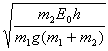 √(m₂E₀h / m₁g(m₁ + m₂))